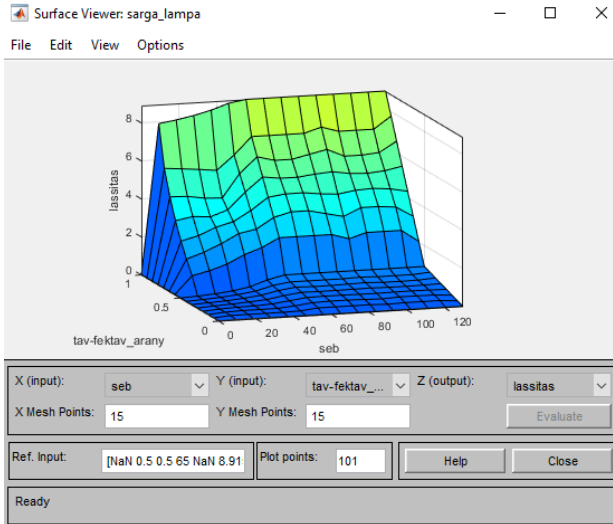 Surface Viewer: sarga_lampa
File Edit View Options
8
6
4
2
0
lassitas
1
0.5
0
tav-fektav_arany
0 20 40 60 80 100 120
seb
X (input): seb Y (input): tav-fektav_... Z (output): lassitas
X Mesh Points: 15 Y Mesh Points: 15 Evaluate
Ref. Input: [NaN 0.5 0.5 65 NaN 8.91 Plot points: 101 Help Close
Ready